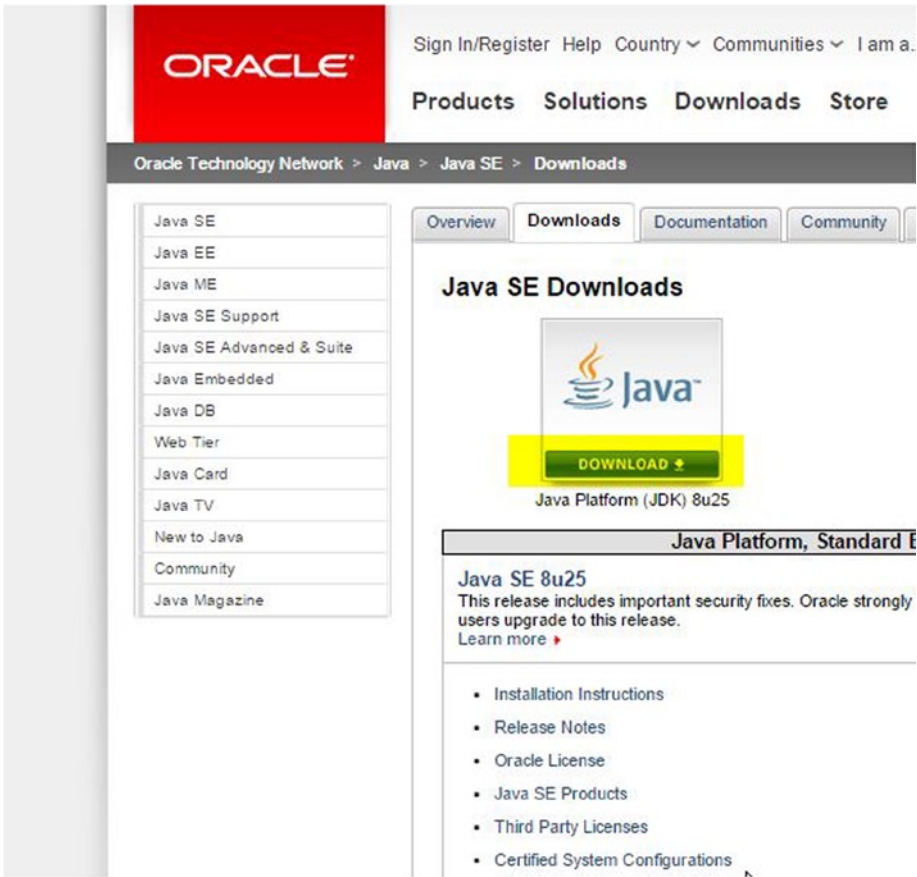 ORACLE
Sign In/Register Help Country Communities I am a..
Products Solutions Downloads Store
Oracle Technology Network > Java > Java SE > Downloads
Java SE
Java EE
Java ME
Java SE Support
Java SE Advanced & Suite
Java Embedded
Java DB
Web Tier
Java Card
Java TV
New to Java
Community
Java Magazine
Overview Downloads Documentation Community
Java SE Downloads
Java™
DOWNLOAD
Java Platform (JDK) 8u25
Java Platform, Standard E
Java SE 8u25
This release includes important security fixes. Oracle strongly
users upgrade to this release.
Learn more
• Installation Instructions
• Release Notes
• Oracle License
• Java SE Products
• Third Party Licenses
• Certified System Configurations